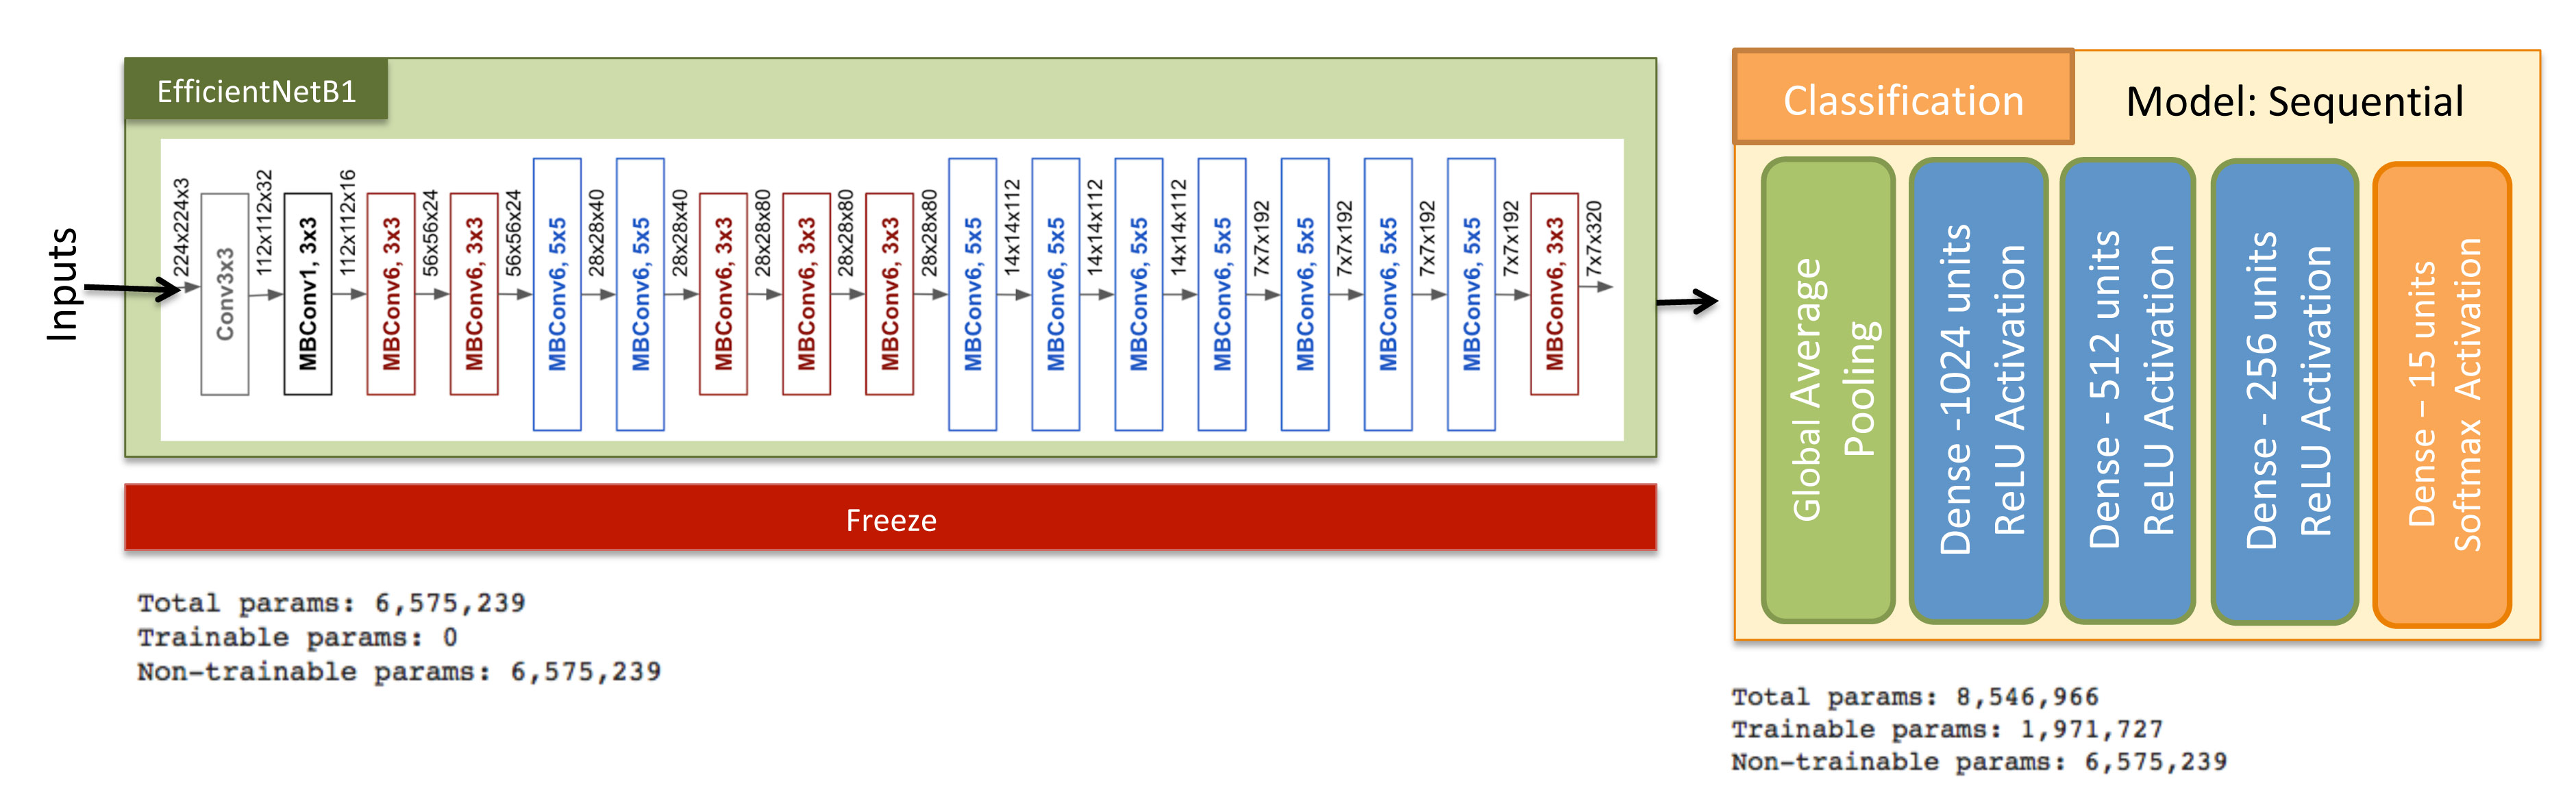 EfficientNetB1
Inputs
224x224x3
Conv3x3
112x112x32
MBConv1, 3x3
112x112x16
MBConv6, 3x3
56x56x24
MBConv6, 3x3
56x56x24
MBConv6, 5x5
28x28x40
MBConv6, 5x5
28x28x40
MBConv6, 3x3
28x28x80
MBConv6, 3x3
28x28x80
MBConv6, 3x3
28x28x80
MBConv6, 5x5
14x14x112
MBConv6, 5x5
14x14x112
MBConv6, 5x5
14x14x112
MBConv6, 5x5
7x7x192
MBConv6, 5x5
7x7x192
MBConv6, 5x5
7x7x192
MBConv6, 5x5
7x7x192
MBConv6, 3x3
7x7x320
Freeze
Total params: 6,575,239
Trainable params: 0
Non-trainable params: 6,575,239
Classification
Model: Sequential
Global Average
Pooling
Dense -1024 units
ReLU Activation
Dense - 512 units
ReLU Activation
Dense - 256 units
ReLU Activation
Dense – 15 units
Softmax Activation
Total params: 8,546,966
Trainable params: 1,971,727
Non-trainable params: 6,575,239